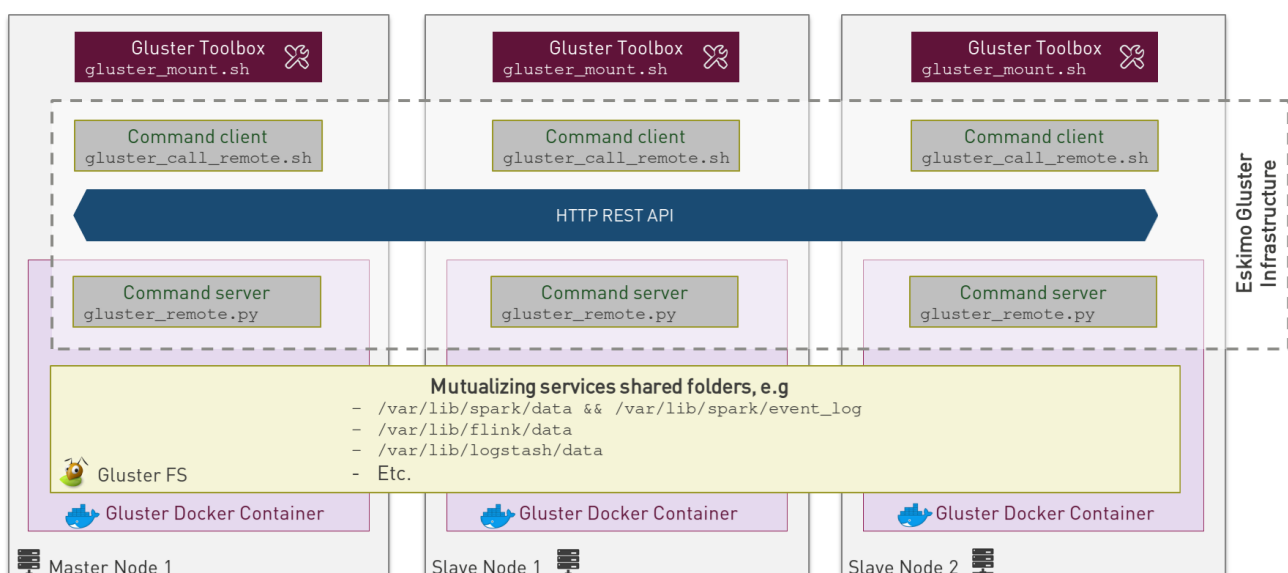 Gluster Toolbox
gluster_mount.sh
Gluster Toolbox
gluster_mount.sh
Gluster Toolbox
gluster_mount.sh
Command client
gluster_call_remote.sh
Command client
gluster_call_remote.sh
Command client
gluster_call_remote.sh
HTTP REST API
Eskimo Gluster
Infrastructure
Command server
gluster_remote.py
Command server
gluster_remote.py
Command server
gluster_remote.py
Mutualizing services shared folders, e.g
– /var/lib/spark/data && /var/lib/spark/event_log
– /var/lib/flink/data
– /var/lib/logstash/data
- Etc.
Gluster FS
Gluster Docker Container
Gluster Docker Container
Gluster Docker Container
Master Node 1
Slave Node 1
Slave Node 2